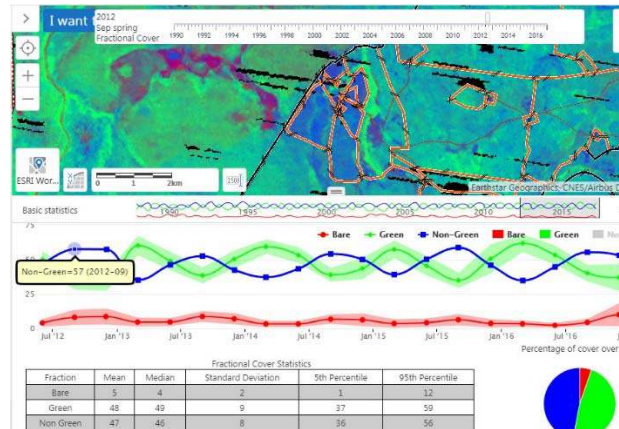 I want t
2012
Sep spring
Fractional Cover
1990 1992 1994 1996 1998 2000 2002 2004 2006 2008 2010 2012 2014 2016
ESRI Wor...
0 1 2km
Earthstar Geographics, CNES/Airbus D
Basic statistics
1990 1995 2000 2005 2010 2015
Bare Green Non-Green Bare Green No
75
50
25
0
Non-Green=57 (2012-09)
Jul '12 Jan '13 Jul '13 Jan '14 Jul '14 Jan '15 Jul '15 Jan '16 Jul '16 Jan
Percentage of cover over
Fractional Cover Statistics
Fraction Mean Median Standard Deviation 5th Percentile 95th Percentile
Bare 5 4 2 1 12
Green 48 49 9 37 59
Non Green 47 46 8 36 56